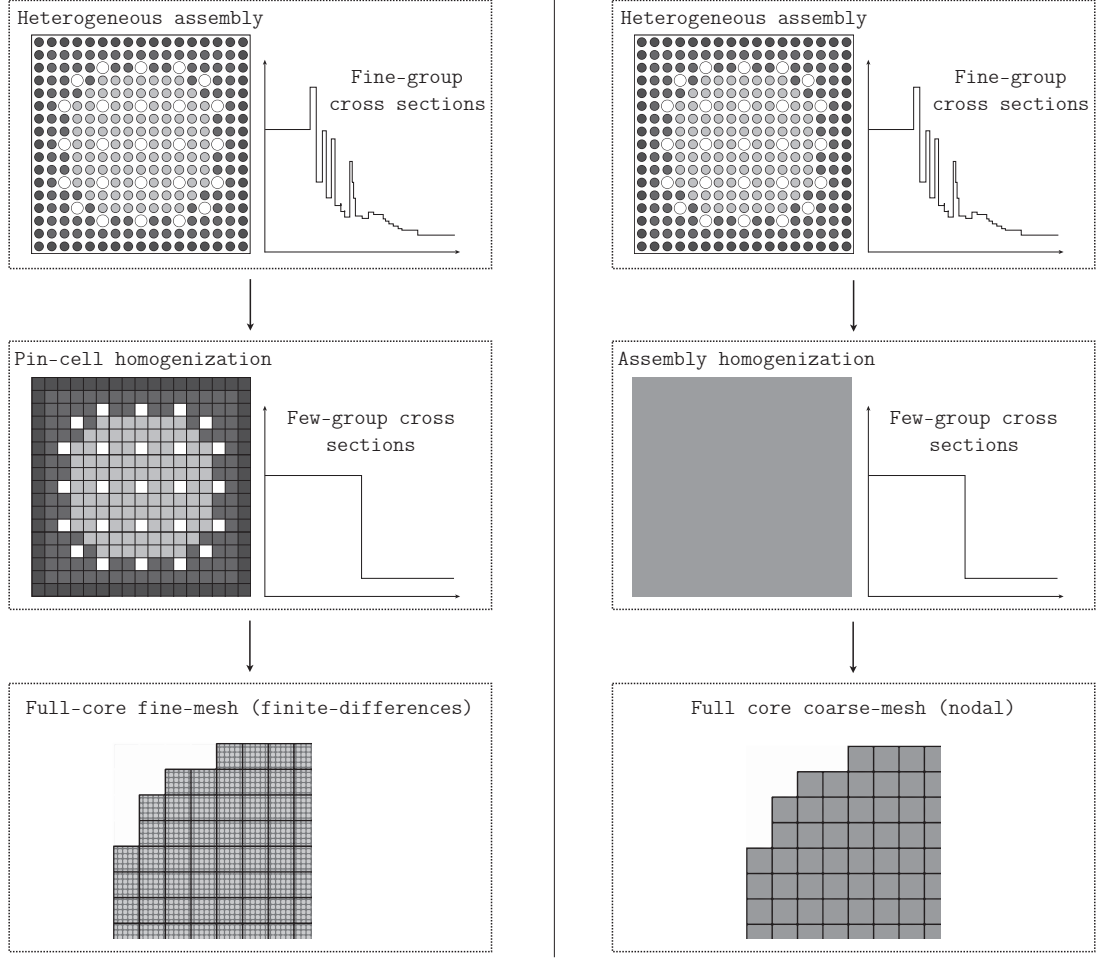 Heterogeneous assembly
Fine-group
cross sections
Pin-cell homogenization
Few-group cross
sections
Full-core fine-mesh (finite-differences)
Heterogeneous assembly
Fine-group
cross sections
Assembly homogenization
Few-group cross
sections
Full core coarse-mesh (nodal)